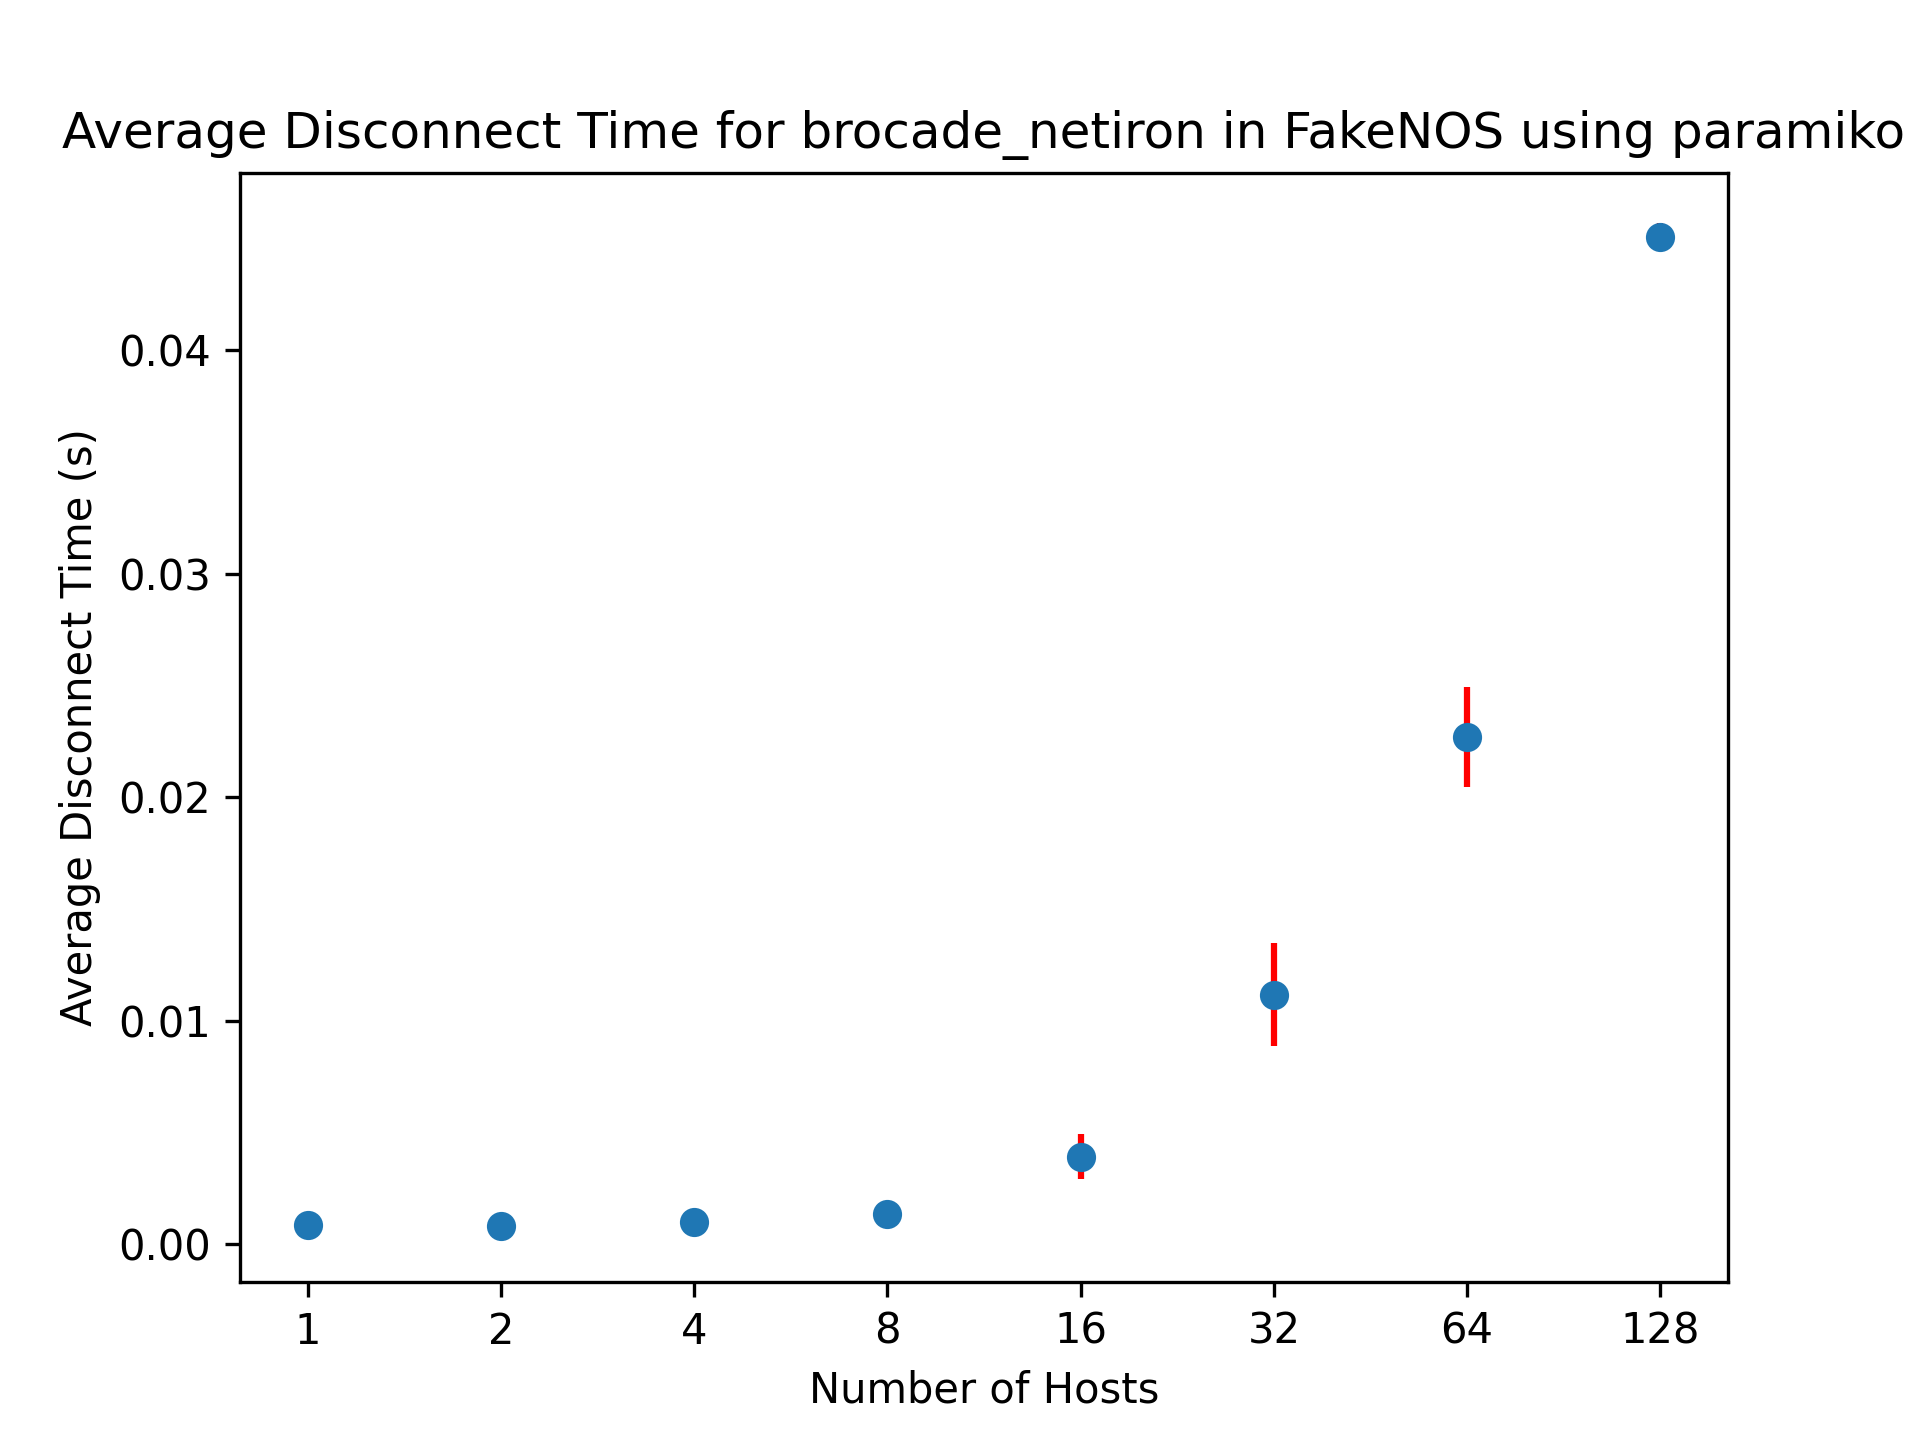 Average Disconnect Time for brocade_netiron in FakeNOS using paramiko
Average Disconnect Time (s)
0.04
0.03
0.02
0.01
0.00
1 2 4 8 16 32 64 128
Number of Hosts